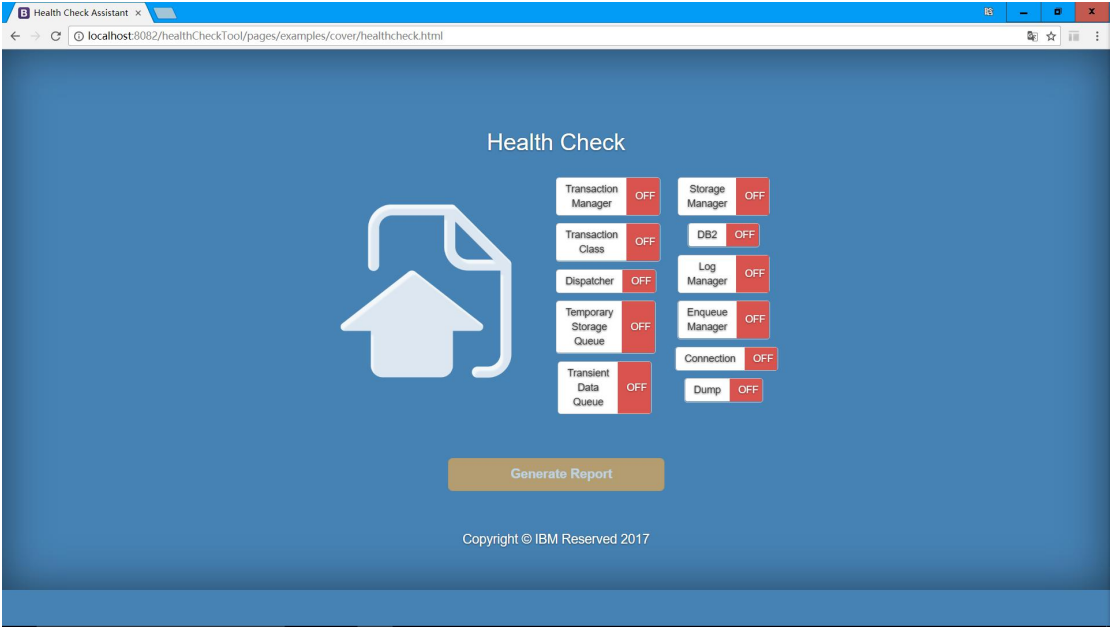 Health Check Assistant
localhost:8082/healthCheckTool/pages/examples/cover/healthcheck.html
Health Check
Transaction
Manager
OFF
Transaction
Class
OFF
Dispatcher
OFF
Temporary
Storage
Queue
OFF
Transient
Data
Queue
OFF
Storage
Manager
OFF
DB2
OFF
Log
Manager
OFF
Enqueue
Manager
OFF
Connection
OFF
Dump
OFF
Generate Report
Copyright © IBM Reserved 2017